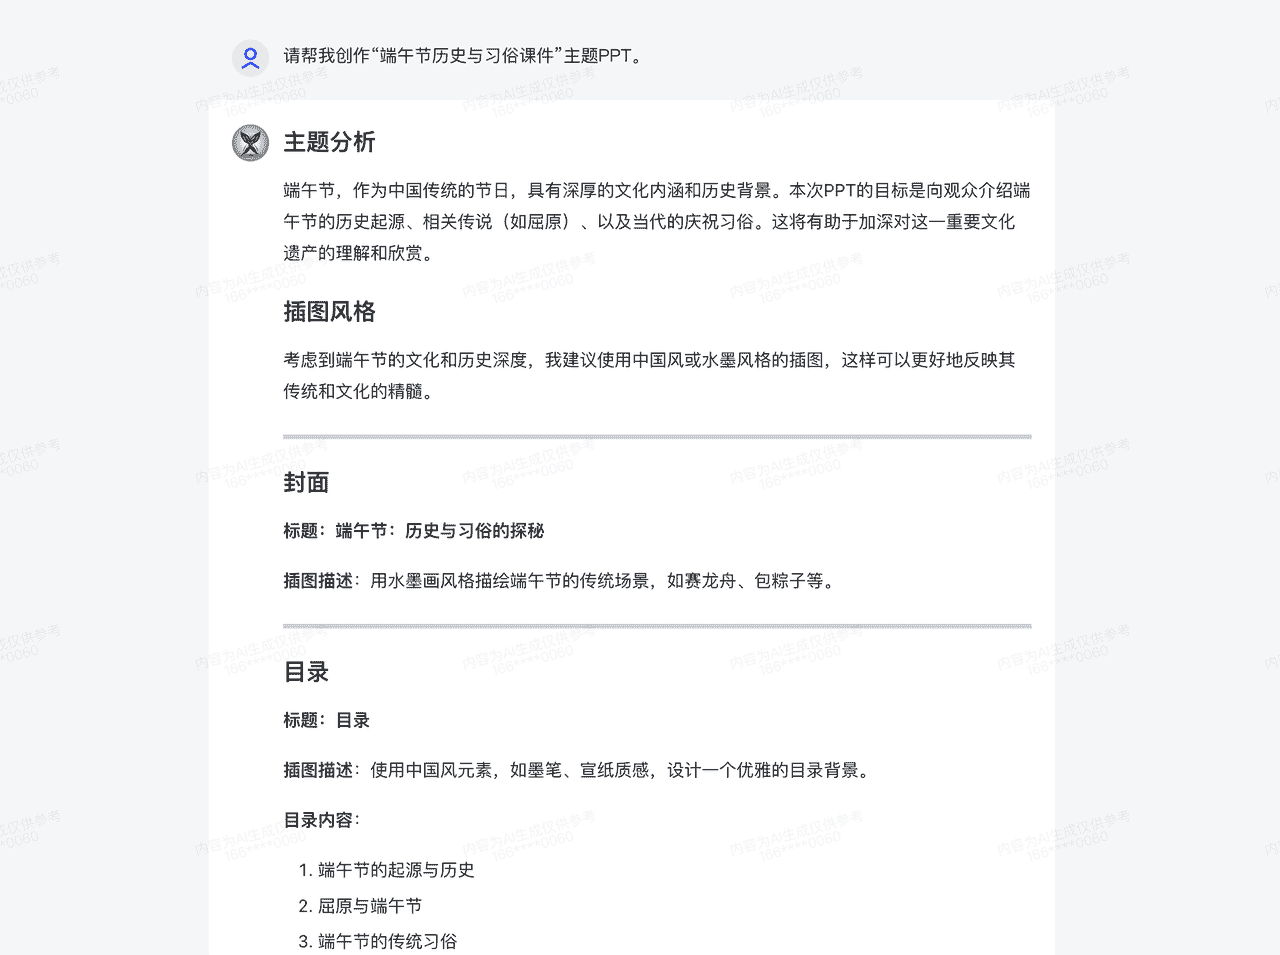 请帮我创作“端午节历史与习俗课件”主题PPT。
主题分析
端午节，作为中国传统的节日，具有深厚的文化内涵和历史背景。本次PPT的目标是向观众介绍端
午节的历史起源、相关传说（如屈原）、以及当代的庆祝习俗。这将有助于加深对这一重要文化
遗产的理解和欣赏。
插图风格
考虑到端午节的文化和历史深度，我建议使用中国风或水墨风格的插图，这样可以更好地反映其
传统和文化的精髓。
封面
标题：端午节：历史与习俗的探秘
插图描述：用水墨画风格描绘端午节的传统场景，如赛龙舟、包粽子等。
目录
标题：目录
插图描述：使用中国风元素，如墨笔、宣纸质感，设计一个优雅的目录背景。
目录内容：
1. 端午节的起源与历史
2. 屈原与端午节
3. 端午节的传统习俗
内容为AI生成仅供参考
166****0060